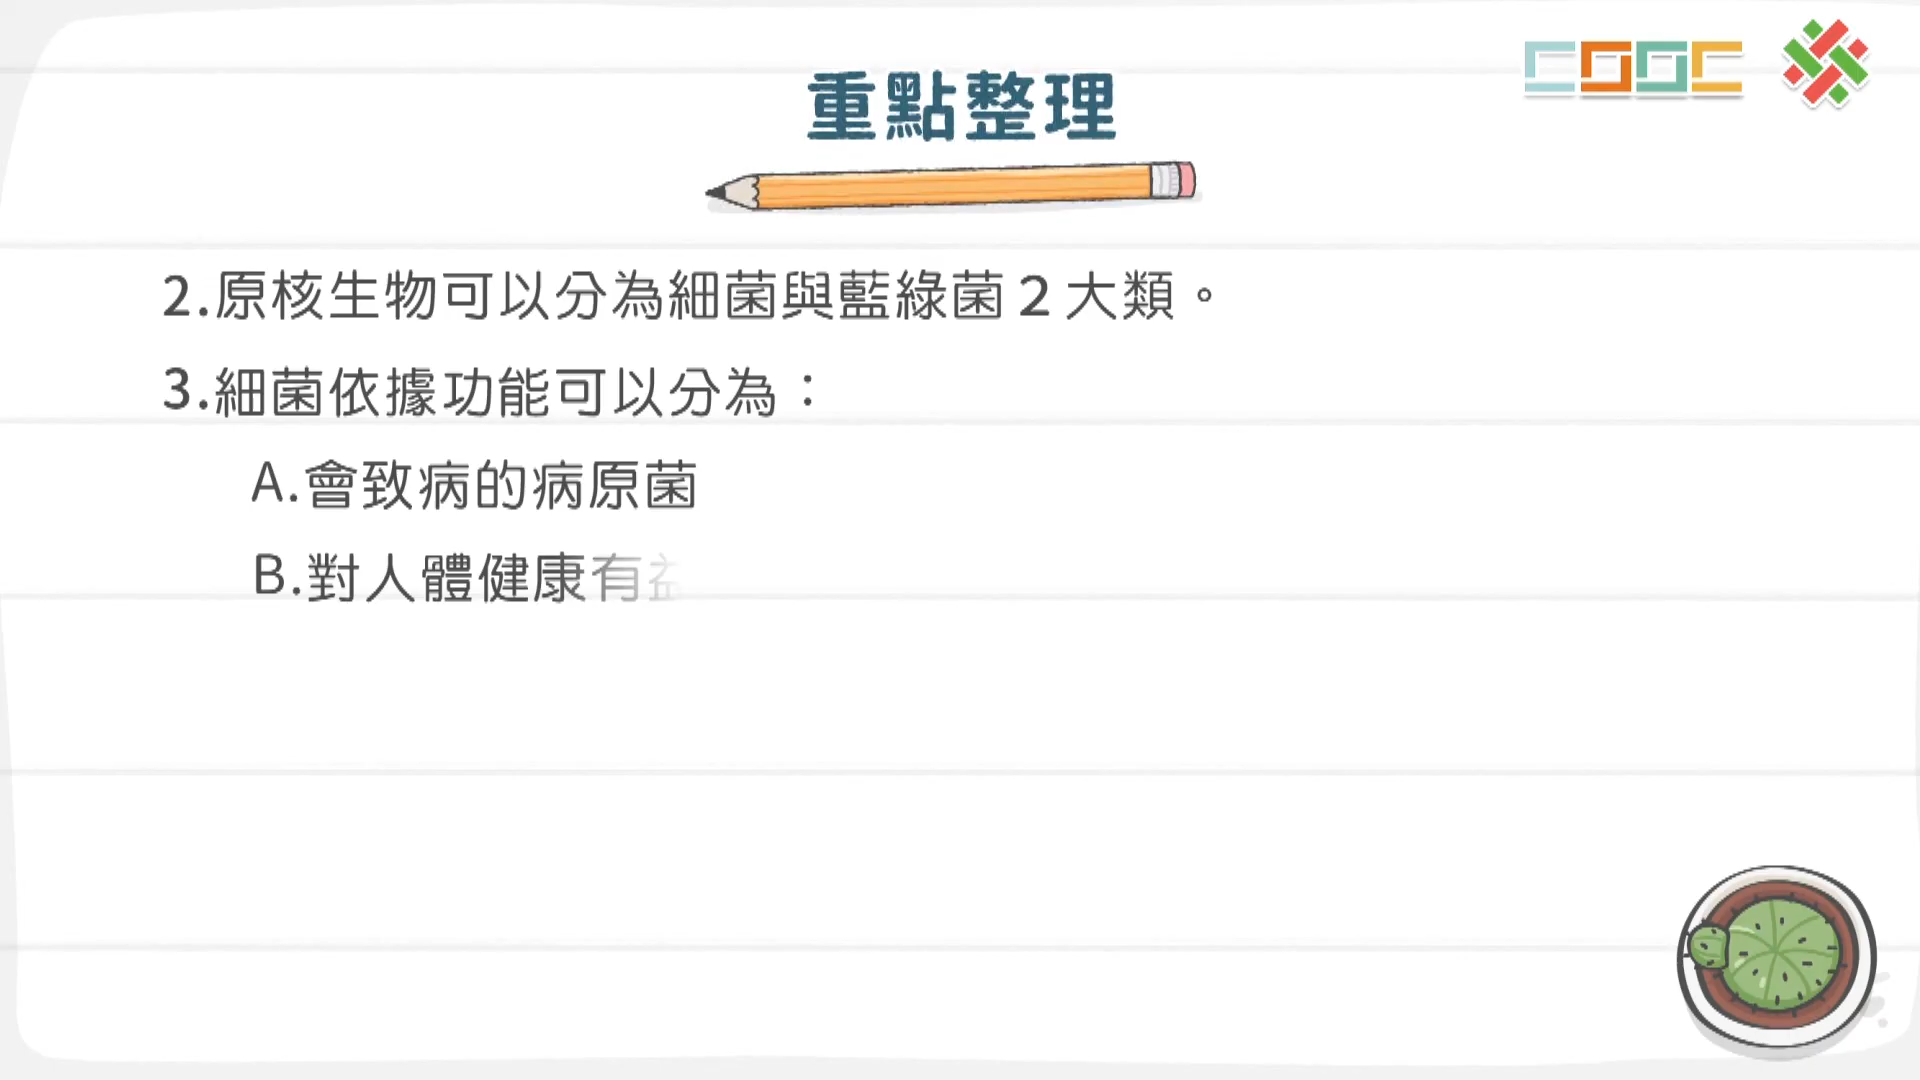 COOC
重點整理
2.原核生物可以分為細菌與藍綠菌2大類。
3.細菌依據功能可以分為：
A.會致病的病原菌
B.對人體健康有益